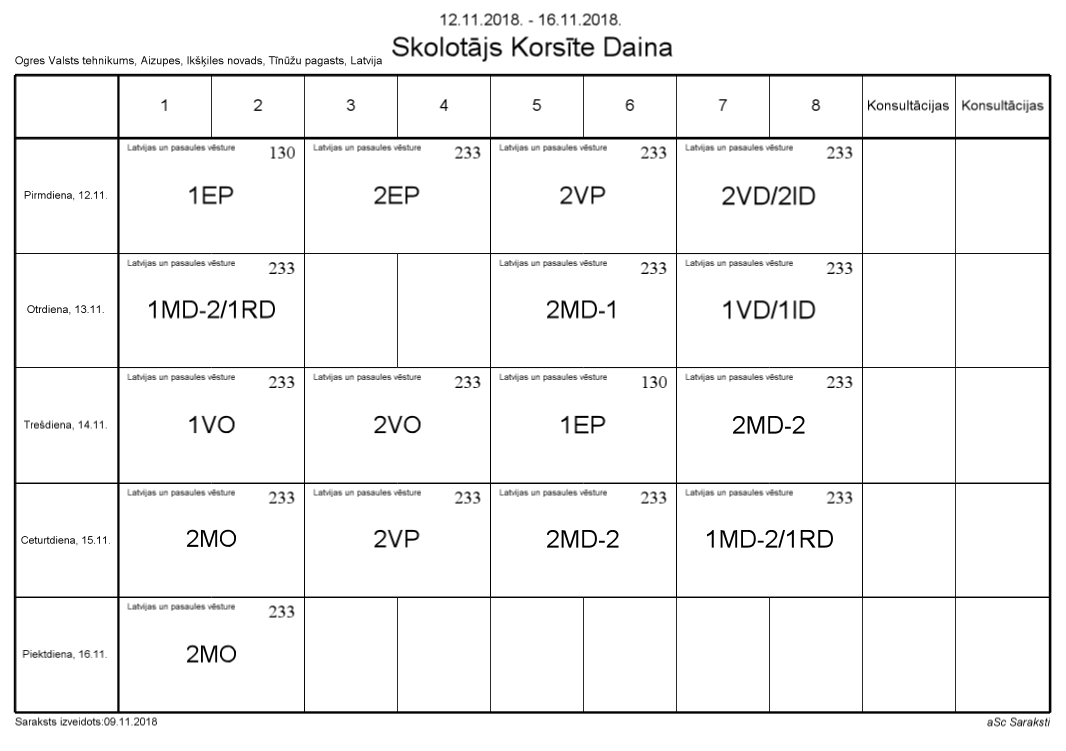 12.11.2018. - 16.11.2018.
Skolotājs Korsīte Daina
Ogres Valsts tehnikums, Aizupes, Ikšķiles novads, Tīnūžu pagasts, Latvija
1 2 3 4 5 6 7 8 Konsultācijas Konsultācijas
Latvijas un pasaules vēsture 130 Latvijas un pasaules vēsture 233 Latvijas un pasaules vēsture 233 Latvijas un pasaules vēsture 233
Pirmdiena, 12.11. 1EP 2EP 2VP 2VD/2ID
Latvijas un pasaules vēsture 233 Latvijas un pasaules vēsture 233 Latvijas un pasaules vēsture 233
Otrdiena, 13.11. 1MD-2/1RD 2MD-1 1VD/1ID
Latvijas un pasaules vēsture 233 Latvijas un pasaules vēsture 233 Latvijas un pasaules vēsture 130 Latvijas un pasaules vēsture 233
Trešdiena, 14.11. 1VO 2VO 1EP 2MD-2
Latvijas un pasaules vēsture 233 Latvijas un pasaules vēsture 233 Latvijas un pasaules vēsture 233 Latvijas un pasaules vēsture 233
Ceturtdiena, 15.11. 2MO 2VP 2MD-2 1MD-2/1RD
Latvijas un pasaules vēsture 233
Piektdiena, 16.11. 2MO
Saraksts izveidots:09.11.2018 aSc Saraksti